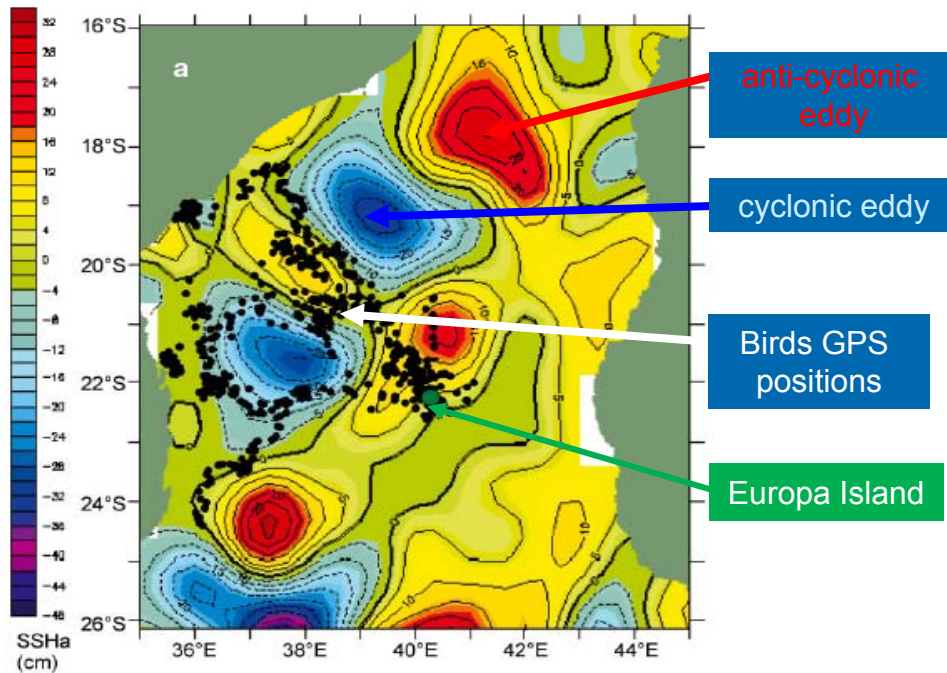 32
28
24
20
16
12
8
4
0
-4
-8
-12
-16
-20
-24
-28
-32
-36
-40
-44
-48
SSHa
(cm)
a
16°S
18°S
20°S
22°S
24°S
26°S
36°E
38°E
40°E
42°E
44°E
anti-cyclonic
eddy
cyclonic eddy
Birds GPS
positions
Europa Island